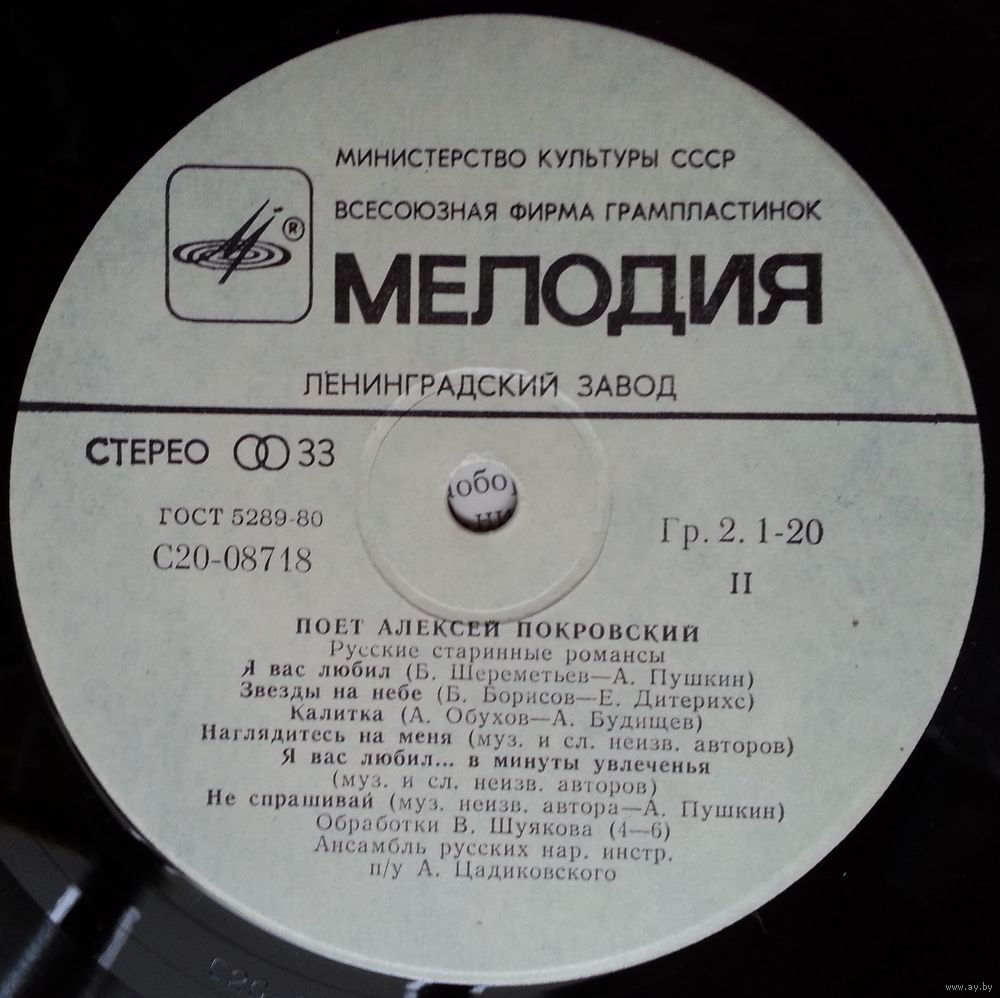 МИНИСТЕРСТВО КУЛЬТУРЫ СССР
ВСЕСОЮЗНАЯ ФИРМА ГРАМПЛАСТИНОК
®
МЕЛОДИЯ
ЛЕНИНГРАДСКИЙ ЗАВОД
СТЕРЕО 33
ГОСТ 5289-80
С20-08718
Гр. 2. 1-20
II
ПОЕТ АЛЕКСЕЙ ПОКРОВСКИЙ
Русские старинные романсы
Я вас любил (Б. Шереметьев—А. Пушкин)
Звезды на небе (Б. Борисов—Е. Дитерихс)
Калитка (А. Обухов—А. Будищев)
Наглядитесь на меня (муз. и сл. неизв. авторов)
Я вас любил... в минуты увлеченья
(муз. и сл. неизв. авторов)
Не спрашивай (муз. неизв. автора—А. Пушкин)
Обработки В. Шуякова (4—6)
Ансамбль русских нар. инстр.
п/у А. Цадиковского
www.ay.by